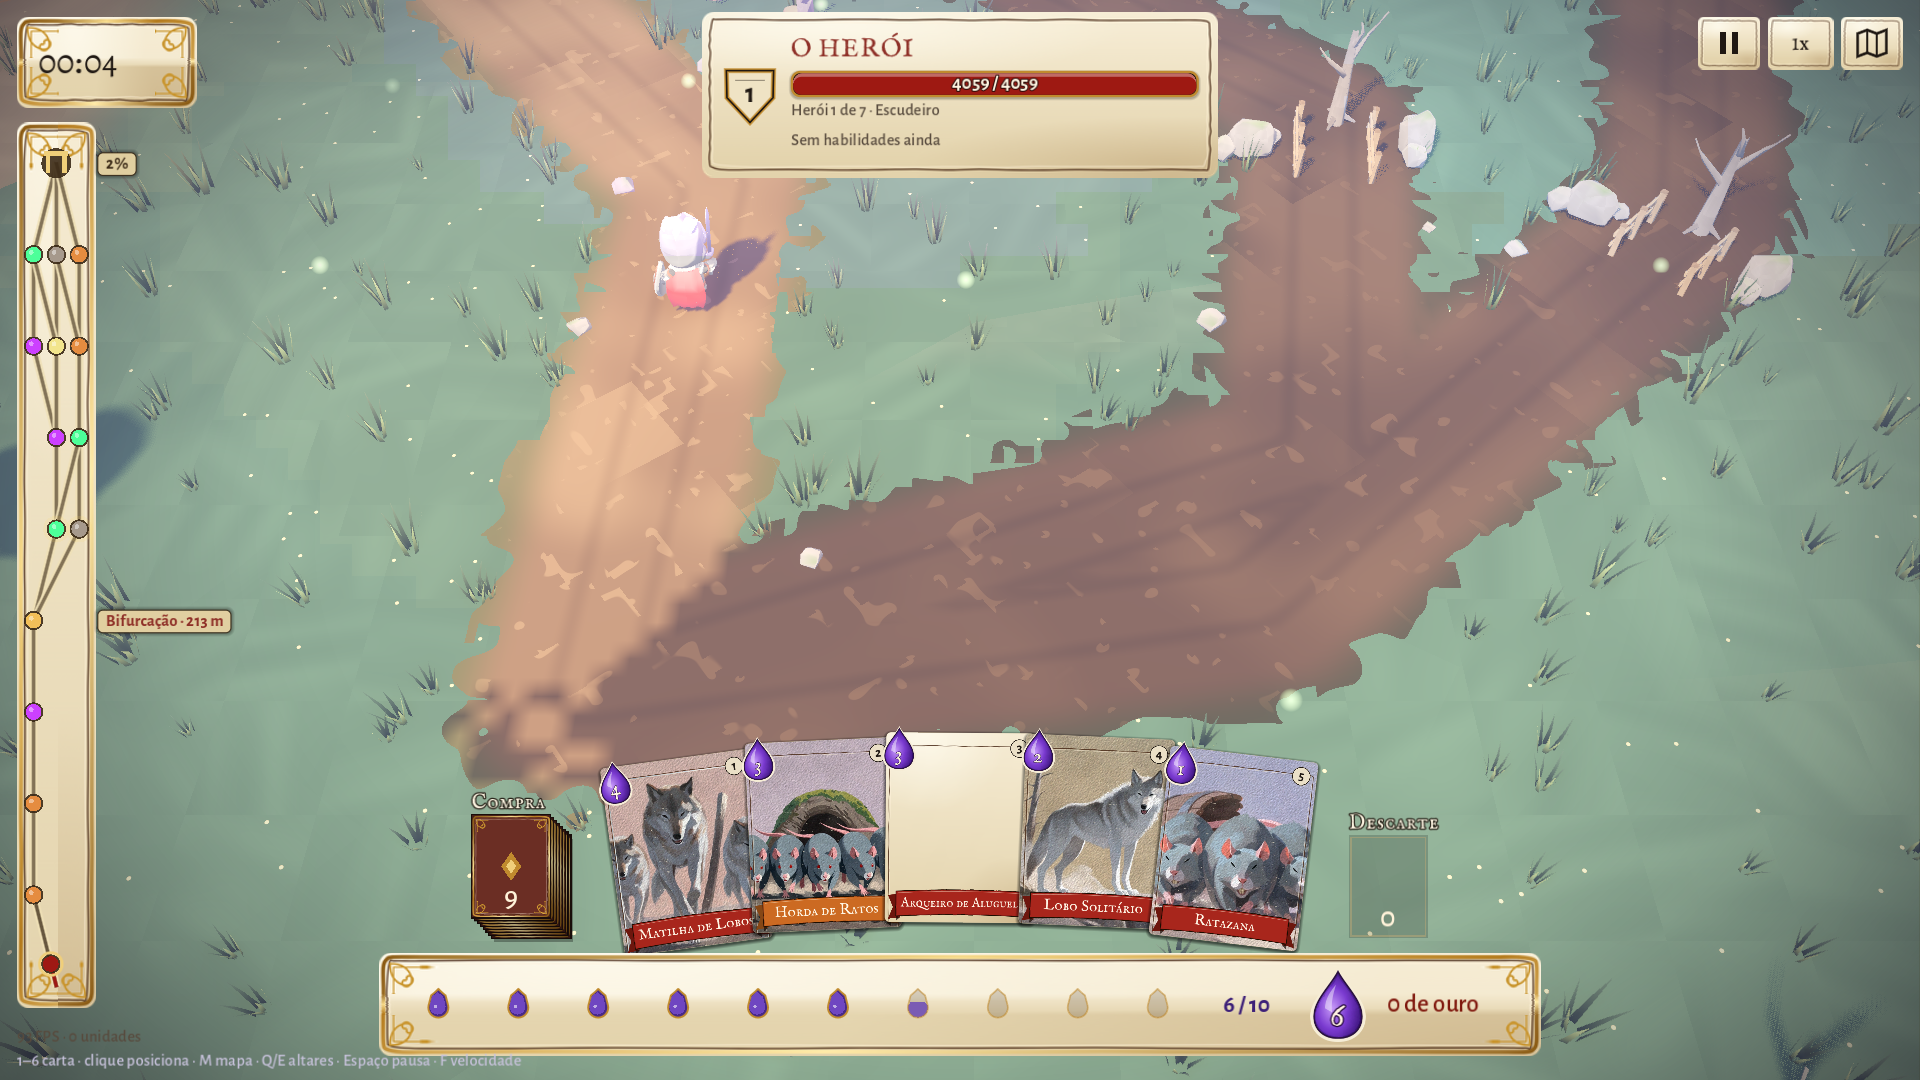 00:04
O HERÓI
1
4059 / 4059
Herói 1 de 7 · Escudeiro
Sem habilidades ainda
1x
2%
Bifurcação · 213 m
COMPRA
9
4
1
MATILHA DE LOBOS
3
2
HORDA DE RATOS
3
3
ARQUEIRO DE ALUGUEL
2
4
LOBO SOLITÁRIO
1
5
RATAZANA
DESCARTE
0
6 / 10
6
0 de ouro
FPS · 0 unidades
1–6 carta · clique posiciona · M mapa · Q/E altares · Espaço pausa · F velocidade